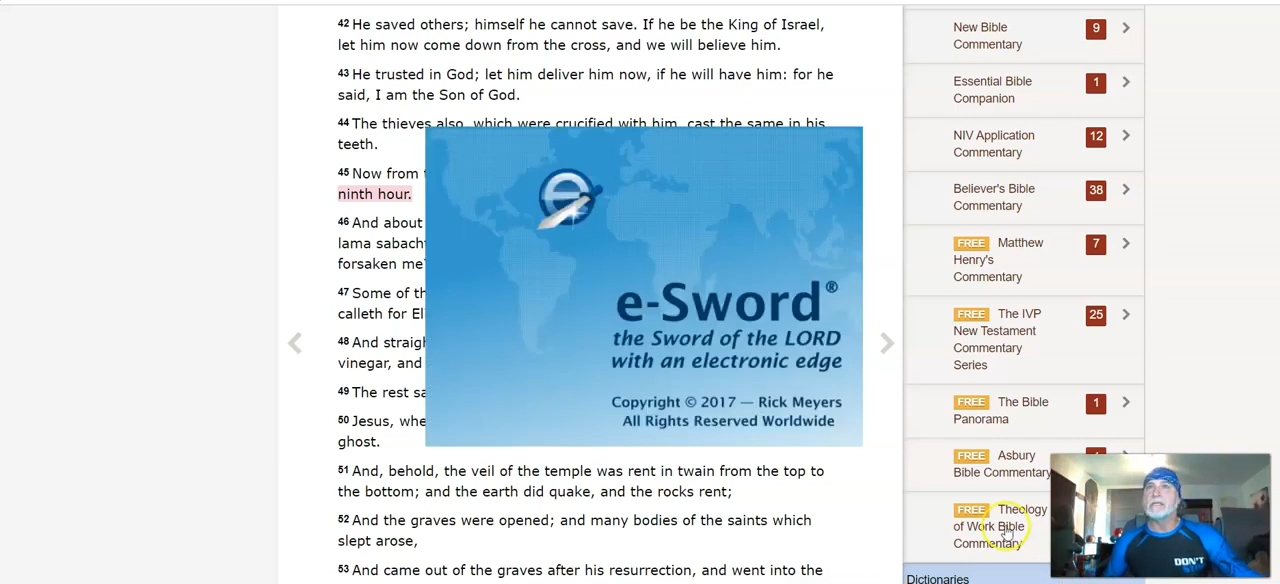 42 He saved others; himself he cannot save. If he be the King of Israel,
let him now come down from the cross, and we will believe him.
43 He trusted in God; let him deliver him now, if he will have him: for he
said, I am the Son of God.
44 The thieves also, which were crucified with him, cast the same in his
teeth.
45 Now from
ninth hour.
46 And about
lama sabach
forsaken me
47 Some of th
calleth for El
48 And straigh
vinegar, and
49 The rest sa
50 Jesus, whe
ghost.
51 And, behold, the veil of the temple was rent in twain from the top to
the bottom; and the earth did quake, and the rocks rent;
52 And the graves were opened; and many bodies of the saints which
slept arose,
53 And came out of the graves after his resurrection, and went into the
e-Sword®
the Sword of the LORD
with an electronic edge
Copyright © 2017 — Rick Meyers
All Rights Reserved Worldwide
New Bible 9
Commentary
Essential Bible 1
Companion
NIV Application 12
Commentary
Believer's Bible 38
Commentary
FREE Matthew 7
Henry's
Commentary
FREE The IVP 25
New Testament
Commentary
Series
FREE The Bible 1
Panorama
FREE Asbury
Bible Commentary
FREE Theology
of Work Bible
Commentary
Dictionaries
DON'T